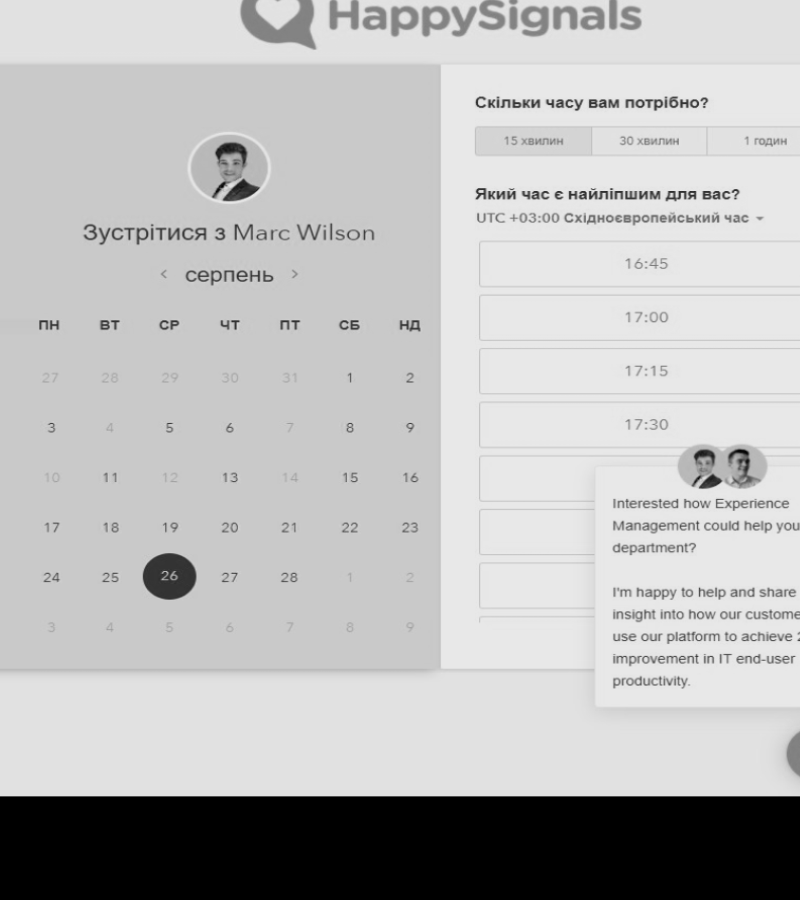 HappySignals
Зустрітися з Marc Wilson
серпень
ПН ВТ СР ЧТ ПТ СБ НД
27 28 29 30 31 1 2
3 4 5 6 7 8 9
10 11 12 13 14 15 16
17 18 19 20 21 22 23
24 25 26 27 28 1 2
3 4 5 6 7 8 9
Скільки часу вам потрібно?
15 хвилин 30 хвилин 1 годин
Який час є найліпшим для вас?
UTC +03:00 Східноєвропейський час
16:45
17:00
17:15
17:30
Interested how Experience
Management could help you
department?
I'm happy to help and share
insight into how our custome
use our platform to achieve 2
improvement in IT end-user
productivity.